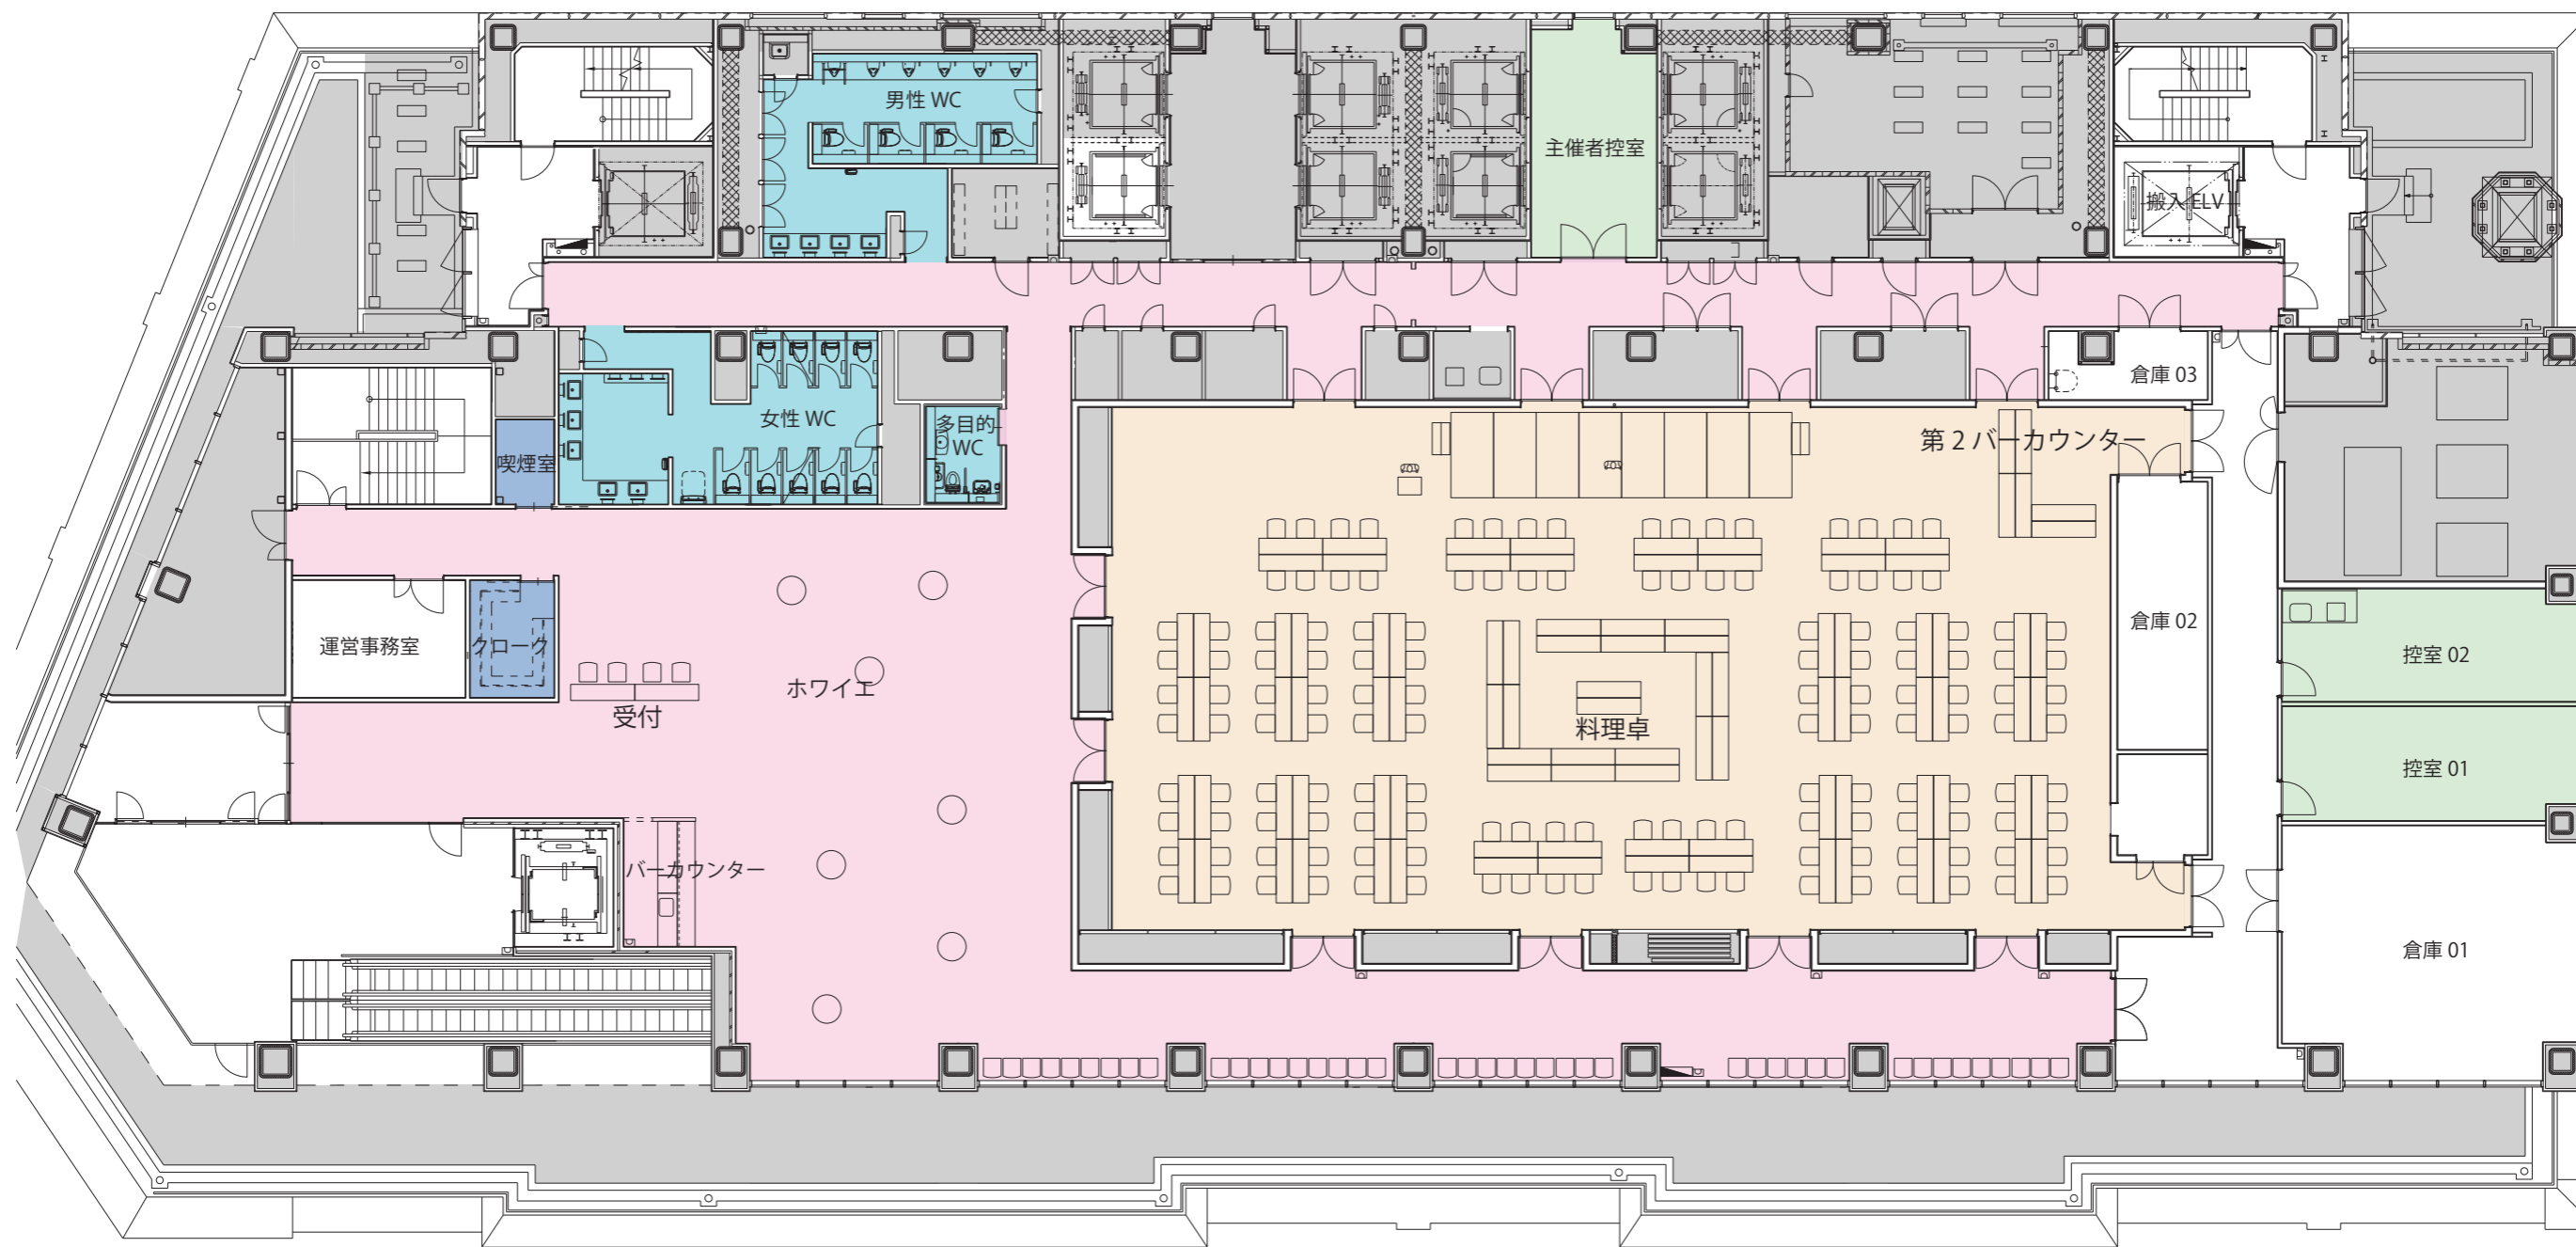 男性 WC
主催者控室
搬入 ELV
倉庫 03
女性 WC
多目的
WC
第 2 バーカウンター
喫煙室
倉庫 02
運営事務室
クローク
控室 02
ホワイエ
受付
料理卓
控室 01
バーカウンター
倉庫 01